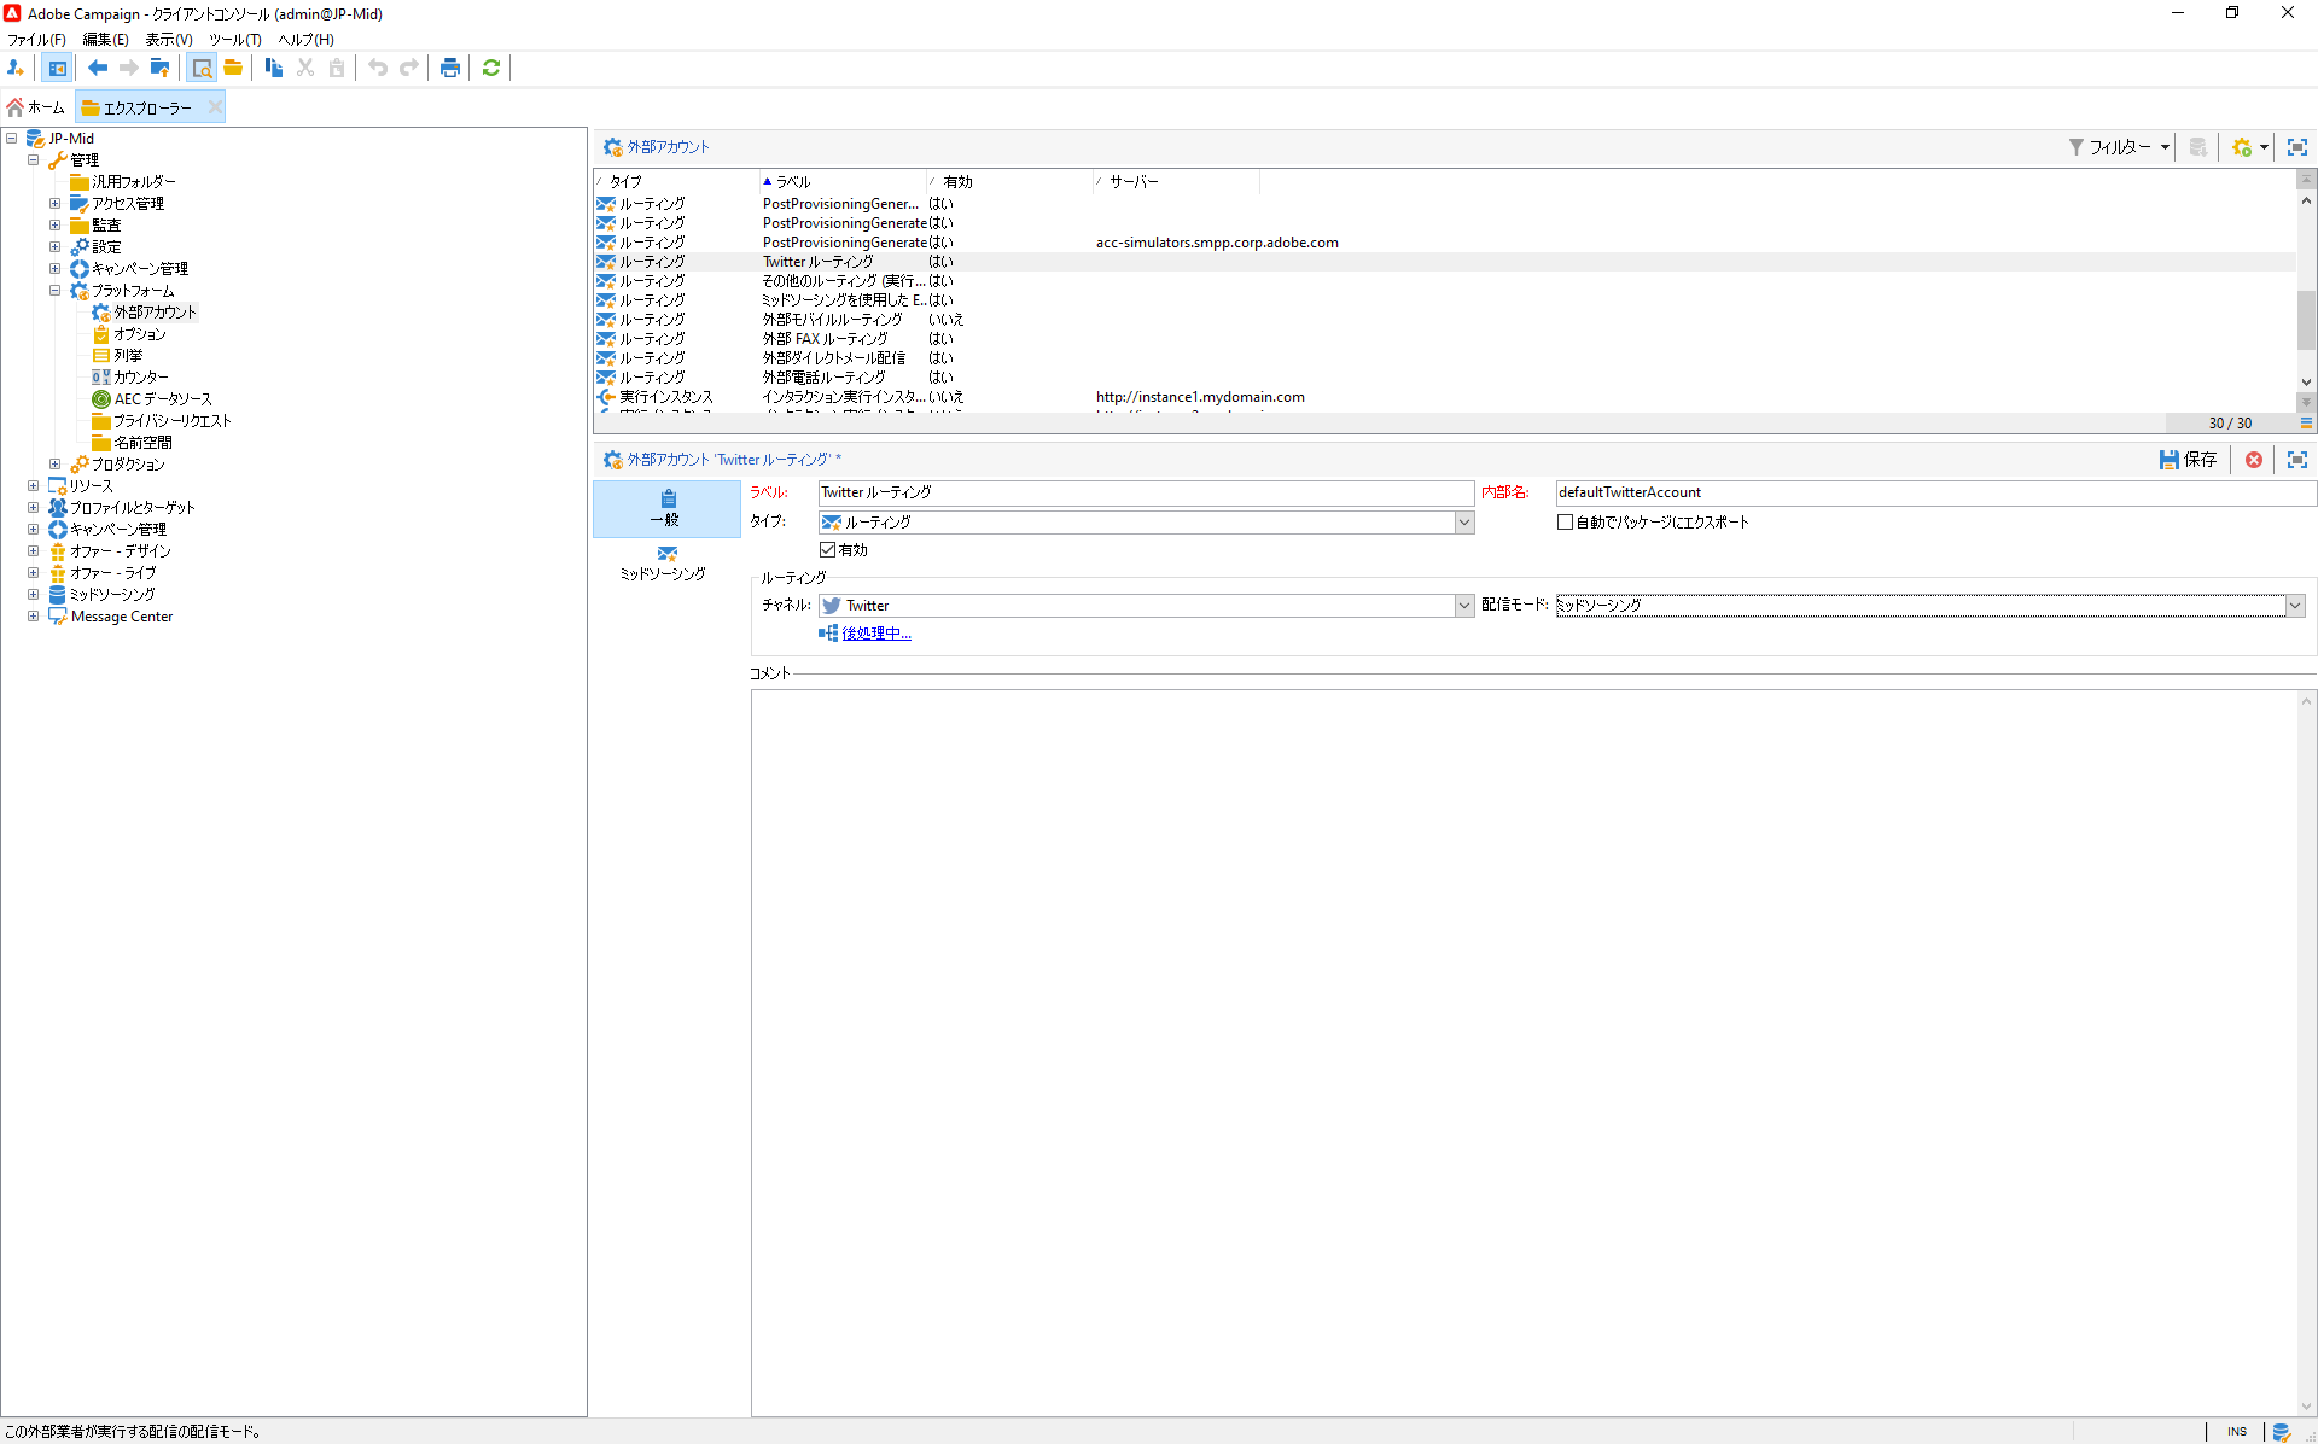 Adobe Campaign - クライアントコンソール (admin@JP-Mid)
ファイル(F) 編集(E) 表示(V) ツール(T) ヘルプ(H)
ホーム エクスプローラー
JP-Mid
管理
汎用フォルダー
アクセス管理
監査
設定
キャンペーン管理
プラットフォーム
外部アカウント
オプション
列挙
カウンター
AEC データソース
プライバシーリクエスト
名前空間
プロダクション
リソース
プロファイルとターゲット
キャンペーン管理
オファー - デザイン
オファー - ライブ
ミッドソーシング
Message Center
外部アカウント フィルター
タイプ ラベル 有効 サーバー
ルーティング PostProvisioningGener... はい
ルーティング PostProvisioningGenerate はい
ルーティング PostProvisioningGenerate はい acc-simulators.smpp.corp.adobe.com
ルーティング Twitter ルーティング はい
ルーティング その他のルーティング (実行... はい
ルーティング ミッドソーシングを使用した E.. はい
ルーティング 外部モバイルルーティング いいえ
ルーティング 外部 FAX ルーティング はい
ルーティング 外部ダイレクトメール配信 はい
ルーティング 外部電話ルーティング はい
実行インスタンス インタラクション実行インスタ... いいえ http://instance1.mydomain.com
30 / 30
外部アカウント 'Twitter ルーティング' * 保存
一般
ミッドソーシング
ラベル: Twitter ルーティング 内部名: defaultTwitterAccount
タイプ: ルーティング 自動でパッケージにエクスポート
有効
ルーティング
チャネル: Twitter 配信モード: ミッドソーシング
後処理中...
コメント
この外部業者が実行する配信の配信モード。 INS